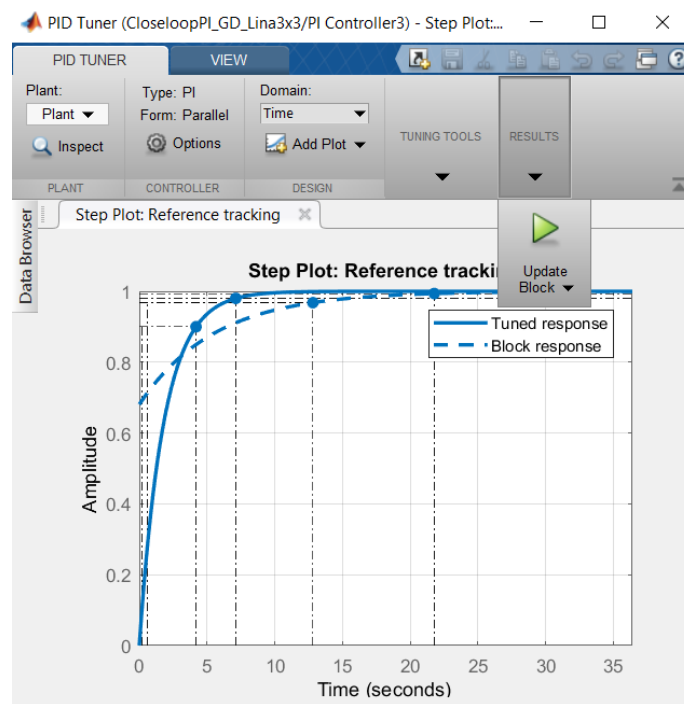 PID Tuner (CloseloopPI_GD_Lina3x3/PI Controller3) - Step Plot:...
PID TUNER
VIEW
Plant:
Plant
Inspect
PLANT
Type: PI
Form: Parallel
Options
CONTROLLER
Domain:
Time
Add Plot
DESIGN
TUNING TOOLS
RESULTS
Update
Block
Data Browser
Step Plot: Reference tracking
Step Plot: Reference tracki
Tuned response
Block response
Amplitude
1
0.8
0.6
0.4
0.2
0
0 5 10 15 20 25 30 35
Time (seconds)